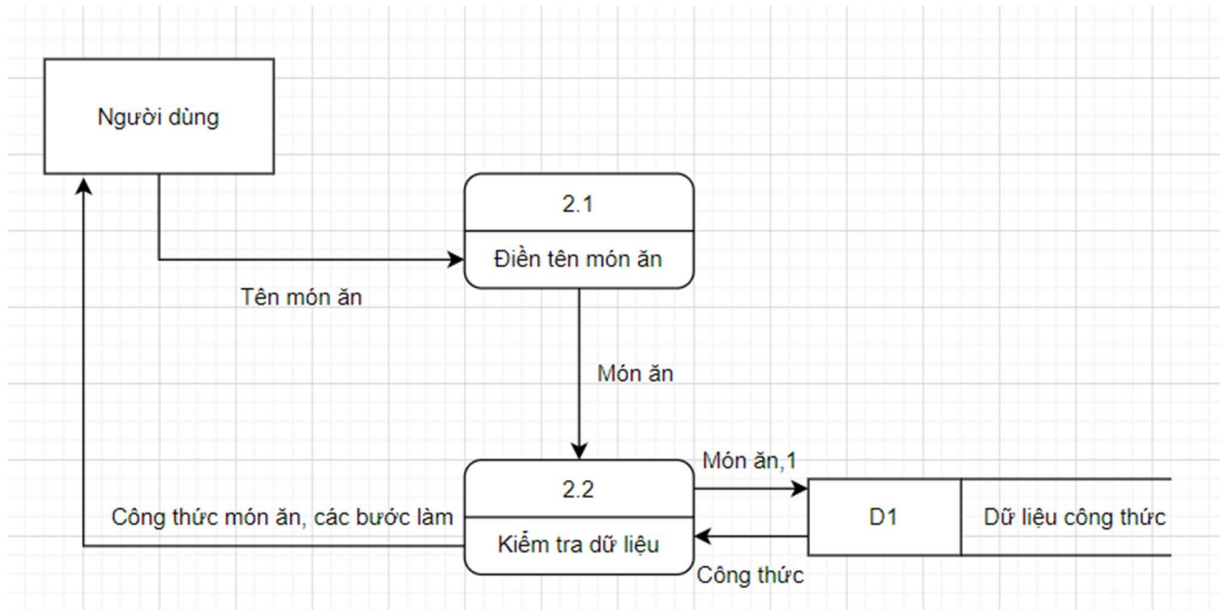 Người dùng
2.1
Điền tên món ăn
Tên món ăn
Món ăn
Món ăn,1
2.2
D1
Dữ liệu công thức
Công thức món ăn, các bước làm
Kiểm tra dữ liệu
Công thức